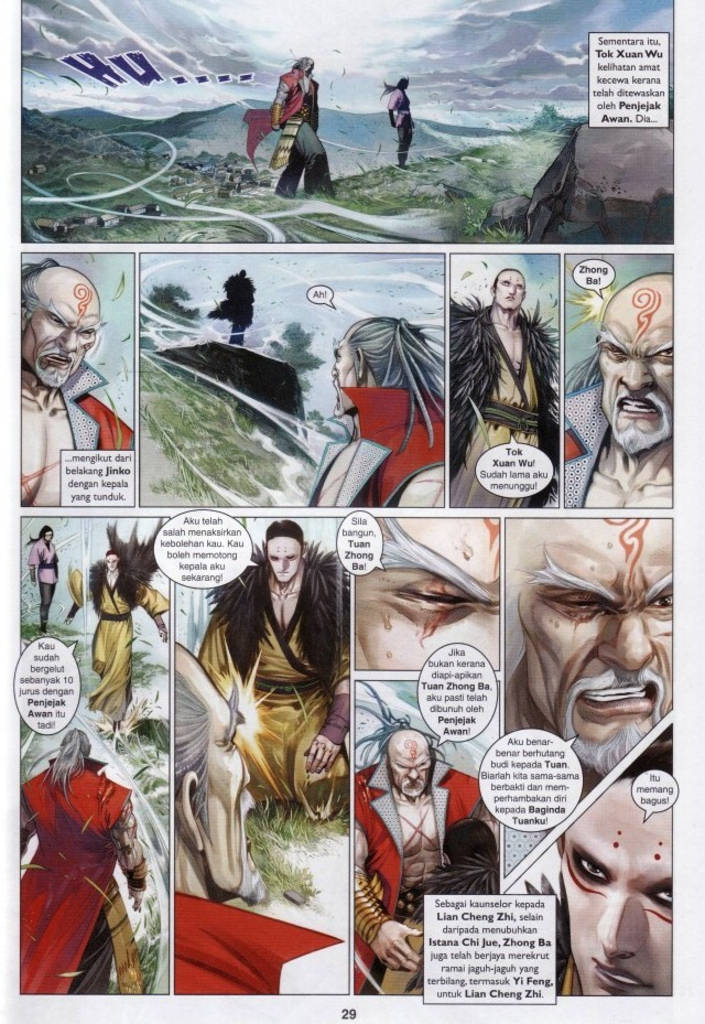 HU....
Sementara itu,
Tok Xuan Wu
kelihatan amat
kecewa kerana
telah ditewaskan
oleh Penjejak
Awan. Dia...
...mengikut dari
belakang Jinko
dengan kepala
yang tunduk.
Ah!
Tok
Xuan Wu!
Sudah lama aku
menunggu!
Zhong
Ba!
Kau
sudah
bergelut
sebanyak 10
jurus dengan
Penjejak
Awan itu
tadi!
Aku telah
salah menaksirkan
kebolehan kau. Kau
boleh memotong
kepala aku
sekarang!
Sila
bangun,
Tuan
Zhong
Ba!
Jika
bukan kerana
diapi-apikan
Tuan Zhong Ba,
aku pasti telah
dibunuh oleh
Penjejak
Awan!
Aku benar-
benar berhutang
budi kepada Tuan.
Biarlah kita sama-sama
berbakti dan mem-
perhambakan diri
kepada Baginda
Tuanku!
Itu
memang
bagus!
Sebagai kaunselor kepada
Lian Cheng Zhi, selain
daripada menubuhkan
Istana Chi Jue, Zhong Ba
juga telah berjaya merekrut
ramai jaguh-jaguh yang
terbilang, termasuk Yi Feng,
untuk Lian Cheng Zhi.
29